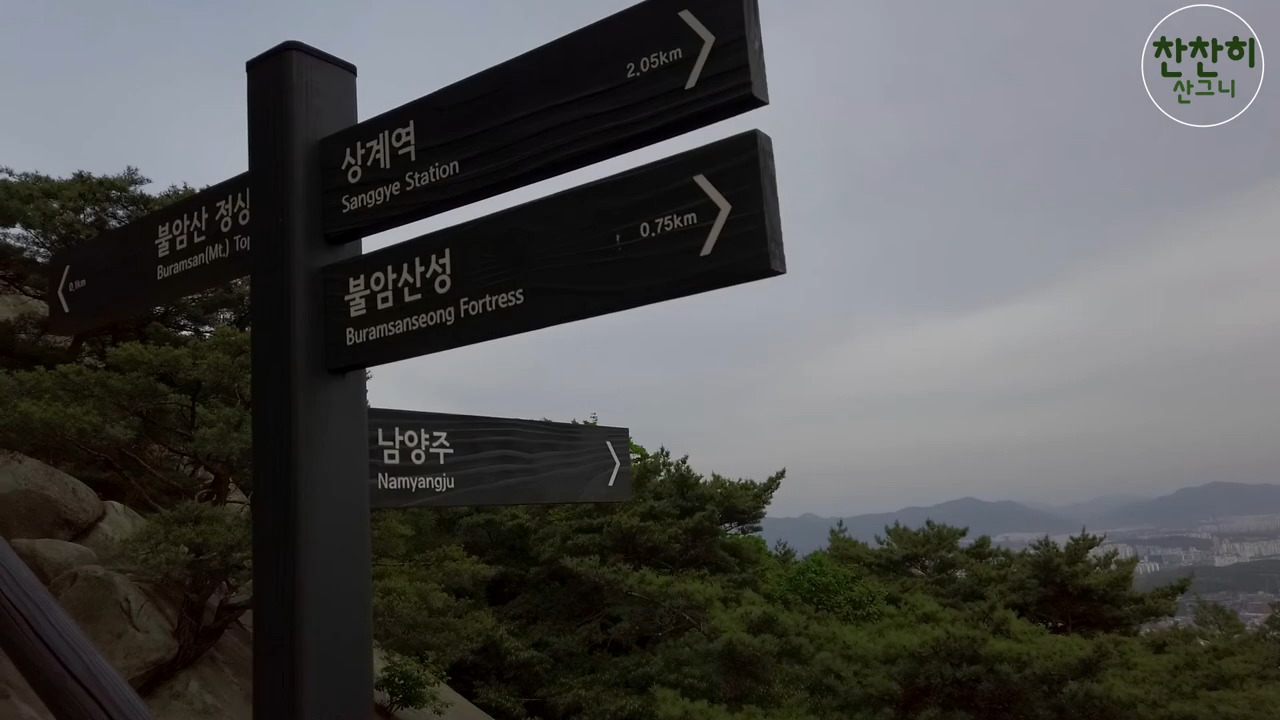 상계역
Sanggye Station
2.05km
불암산성
Buramsanseong Fortress
0.75km
불암산 정상
Buramsan(Mt.) To
남양주
Namyangju
찬찬히
산그니